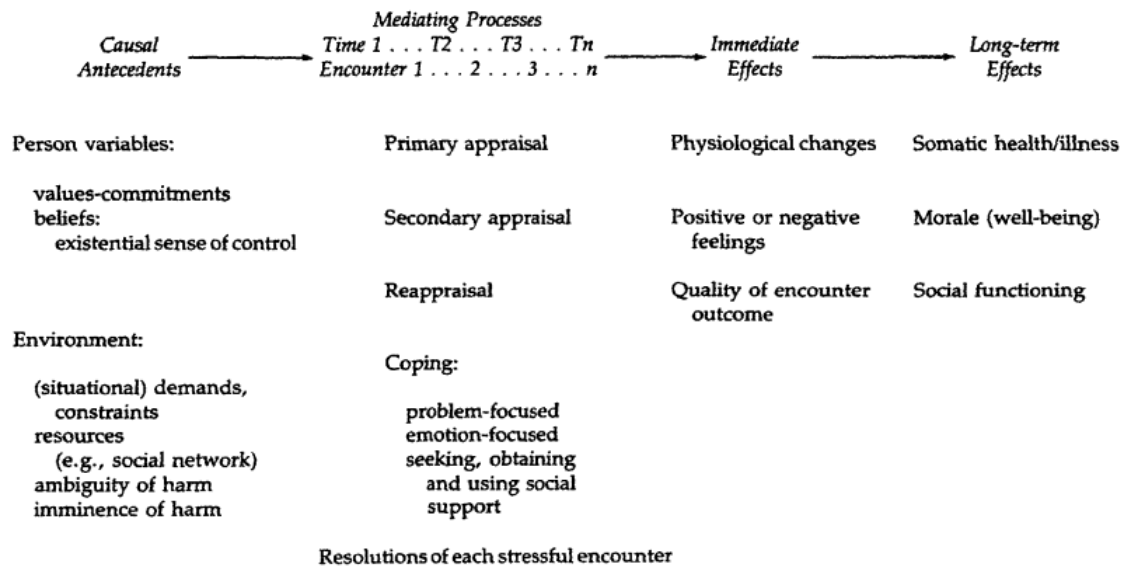 Mediating Processes
Causal Antecedents
Time 1 . . . T2 . . . T3 . . . Tn
Encounter 1 . . . 2 . . . 3 . . . n
Immediate Effects
Long-term Effects
Person variables:
values-commitments
beliefs:
existential sense of control
Environment:
(situational) demands,
constraints
resources
(e.g., social network)
ambiguity of harm
imminence of harm
Primary appraisal
Secondary appraisal
Reappraisal
Coping:
problem-focused
emotion-focused
seeking, obtaining
and using social
support
Resolutions of each stressful encounter
Physiological changes
Positive or negative
feelings
Quality of encounter
outcome
Somatic health/illness
Morale (well-being)
Social functioning